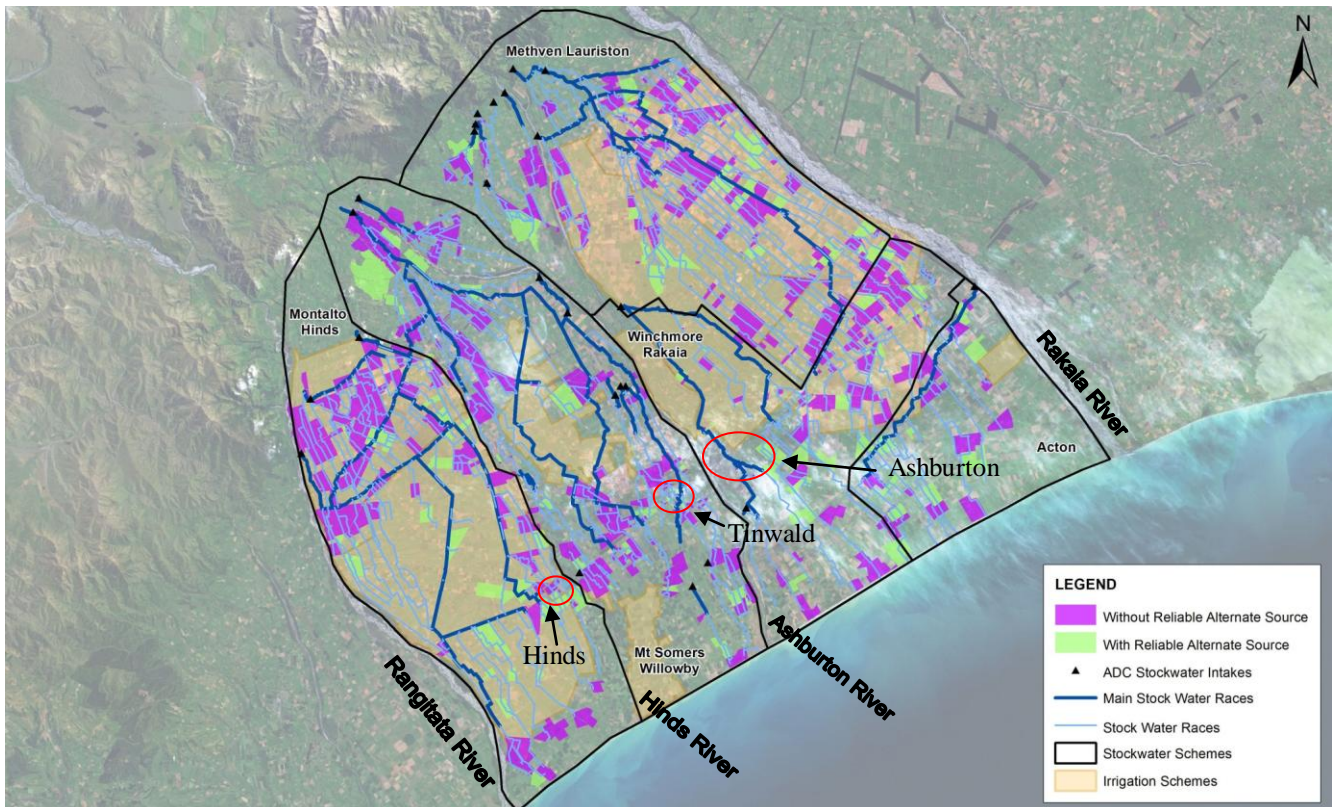 N
Methven Lauriston
Montalto
Hinds
Winchmore
Rakaia
Rakala River
Acton
Ashburton
Tinwald
Hinds
Mt Somers
Willowby
Ashburton River
Hinds River
Rangitata River
LEGEND
Without Reliable Alternate Source
With Reliable Alternate Source
ADC Stockwater Intakes
Main Stock Water Races
Stock Water Races
Stockwater Schemes
Irrigation Schemes